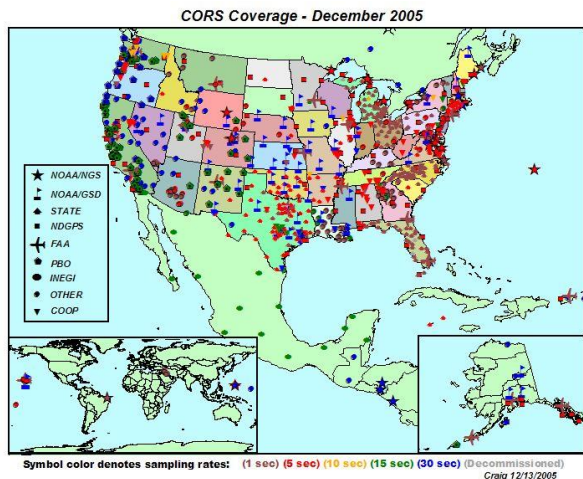 CORS Coverage - December 2005
NOAA/NGS
NOAA/GSD
STATE
NDGPS
FAA
PBO
INEGI
OTHER
COOP
Symbol color denotes sampling rates: (1 sec) (5 sec) (10 sec) (15 sec) (30 sec) (Decommissioned)
Craig 12/13/2005